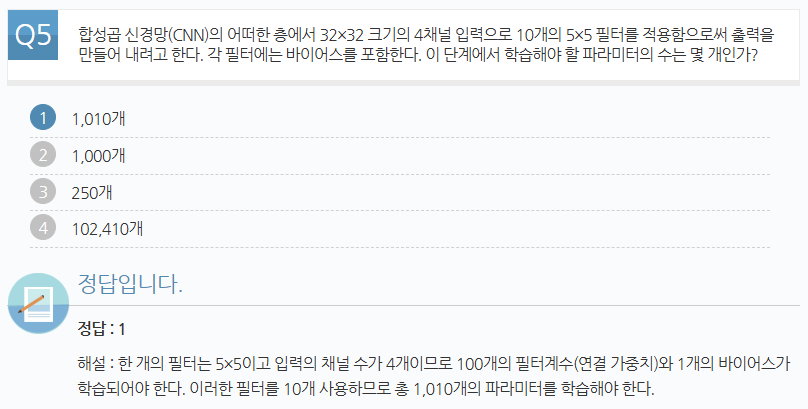 Q5
합성곱 신경망(CNN)의 어떠한 층에서 32×32 크기의 4채널 입력으로 10개의 5×5 필터를 적용함으로써 출력을
만들어 내려고 한다. 각 필터에는 바이어스를 포함한다. 이 단계에서 학습해야 할 파라미터의 수는 몇 개인가?
1 1,010개
2 1,000개
3 250개
4 102,410개
정답입니다.
정답 : 1
해설 : 한 개의 필터는 5×5이고 입력의 채널 수가 4개이므로 100개의 필터계수(연결 가중치)와 1개의 바이어스가
학습되어야 한다. 이러한 필터를 10개 사용하므로 총 1,010개의 파라미터를 학습해야 한다.